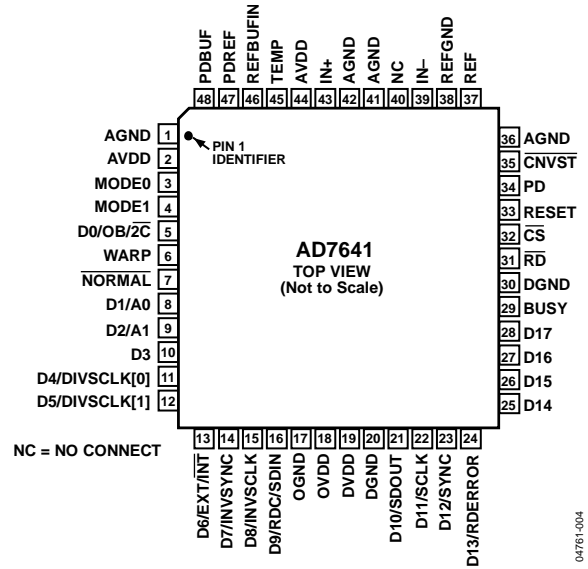 PDBUF
PDREF
REFBUFIN
TEMP
AVDD
IN+
AGND
AGND
NC
IN–
REFGND
REF
48 47 46 45 44 43 42 41 40 39 38 37
AGND 1
AVDD 2
MODE0 3
MODE1 4
D0/OB/2C̅ 5
WARP 6
N̅O̅R̅M̅A̅L̅ 7
D1/A0 8
D2/A1 9
D3 10
D4/DIVSCLK[0] 11
D5/DIVSCLK[1] 12
PIN 1
IDENTIFIER
AD7641
TOP VIEW
(Not to Scale)
36 AGND
35 C̅N̅V̅S̅T̅
34 PD
33 RESET
32 C̅S̅
31 R̅D̅
30 DGND
29 BUSY
28 D17
27 D16
26 D15
25 D14
NC = NO CONNECT
13 14 15 16 17 18 19 20 21 22 23 24
D6/EXT/I̅N̅T̅
D7/INVSYNC
D8/INVSCLK
D9/RDC/SDIN
OGND
OVDD
DVDD
DGND
D10/SDOUT
D11/SCLK
D12/SYNC
D13/RDERROR
04761-004